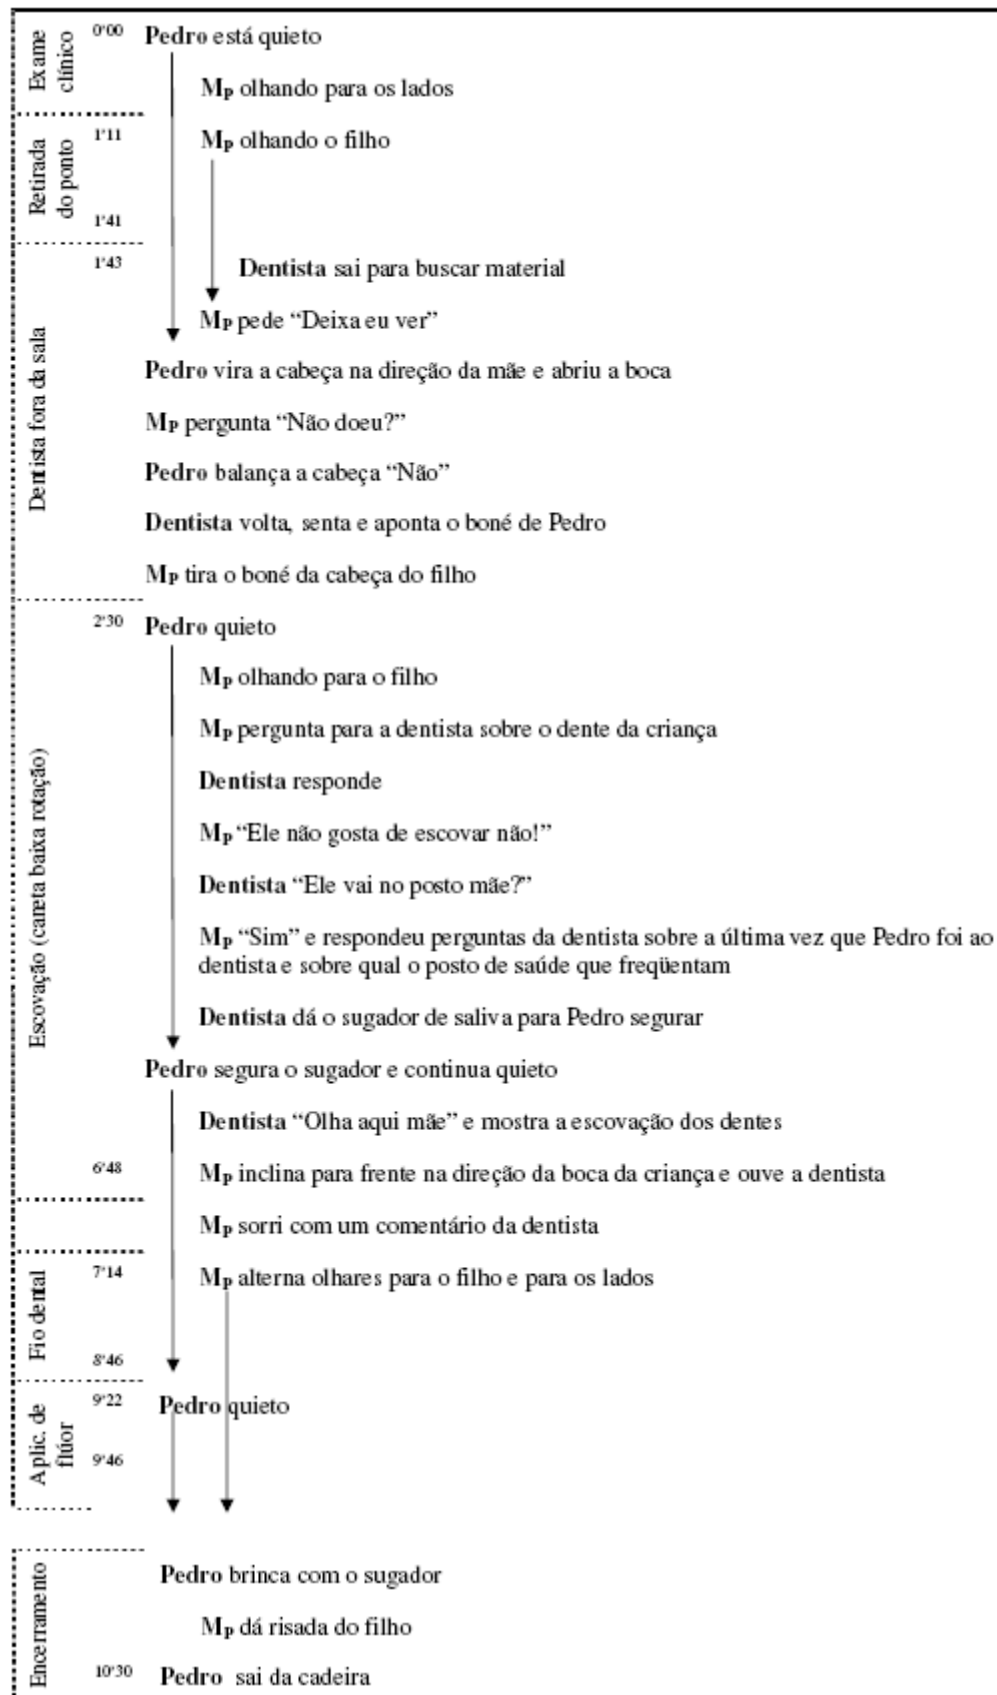 Exame clínico
0'00 Pedro está quieto
Mp olhando para os lados
Retirada do ponto
1'11 Mp olhando o filho
1'41
Dentista fora da sala
1'43
Dentista sai para buscar material
Mp pede “Deixa eu ver”
Pedro vira a cabeça na direção da mãe e abriu a boca
Mp pergunta “Não doeu?”
Pedro balança a cabeça “Não”
Dentista volta, senta e aponta o boné de Pedro
Mp tira o boné da cabeça do filho
Escovação (caneta baixa rotação)
2'30 Pedro quieto
Mp olhando para o filho
Mp pergunta para a dentista sobre o dente da criança
Dentista responde
Mp “Ele não gosta de escovar não!”
Dentista “Ele vai no posto mãe?”
Mp “Sim” e respondeu perguntas da dentista sobre a última vez que Pedro foi ao
dentista e sobre qual o posto de saúde que freqüentam
Dentista dá o sugador de saliva para Pedro segurar
Pedro segura o sugador e continua quieto
Dentista “Olha aqui mãe” e mostra a escovação dos dentes
6'48 Mp inclina para frente na direção da boca da criança e ouve a dentista
Mp sorri com um comentário da dentista
Fio dental
7'14 Mp alterna olhares para o filho e para os lados
8'46
Aplic. de flúor
9'22 Pedro quieto
9'46
Encerramento
Pedro brinca com o sugador
Mp dá risada do filho
10'30 Pedro sai da cadeira